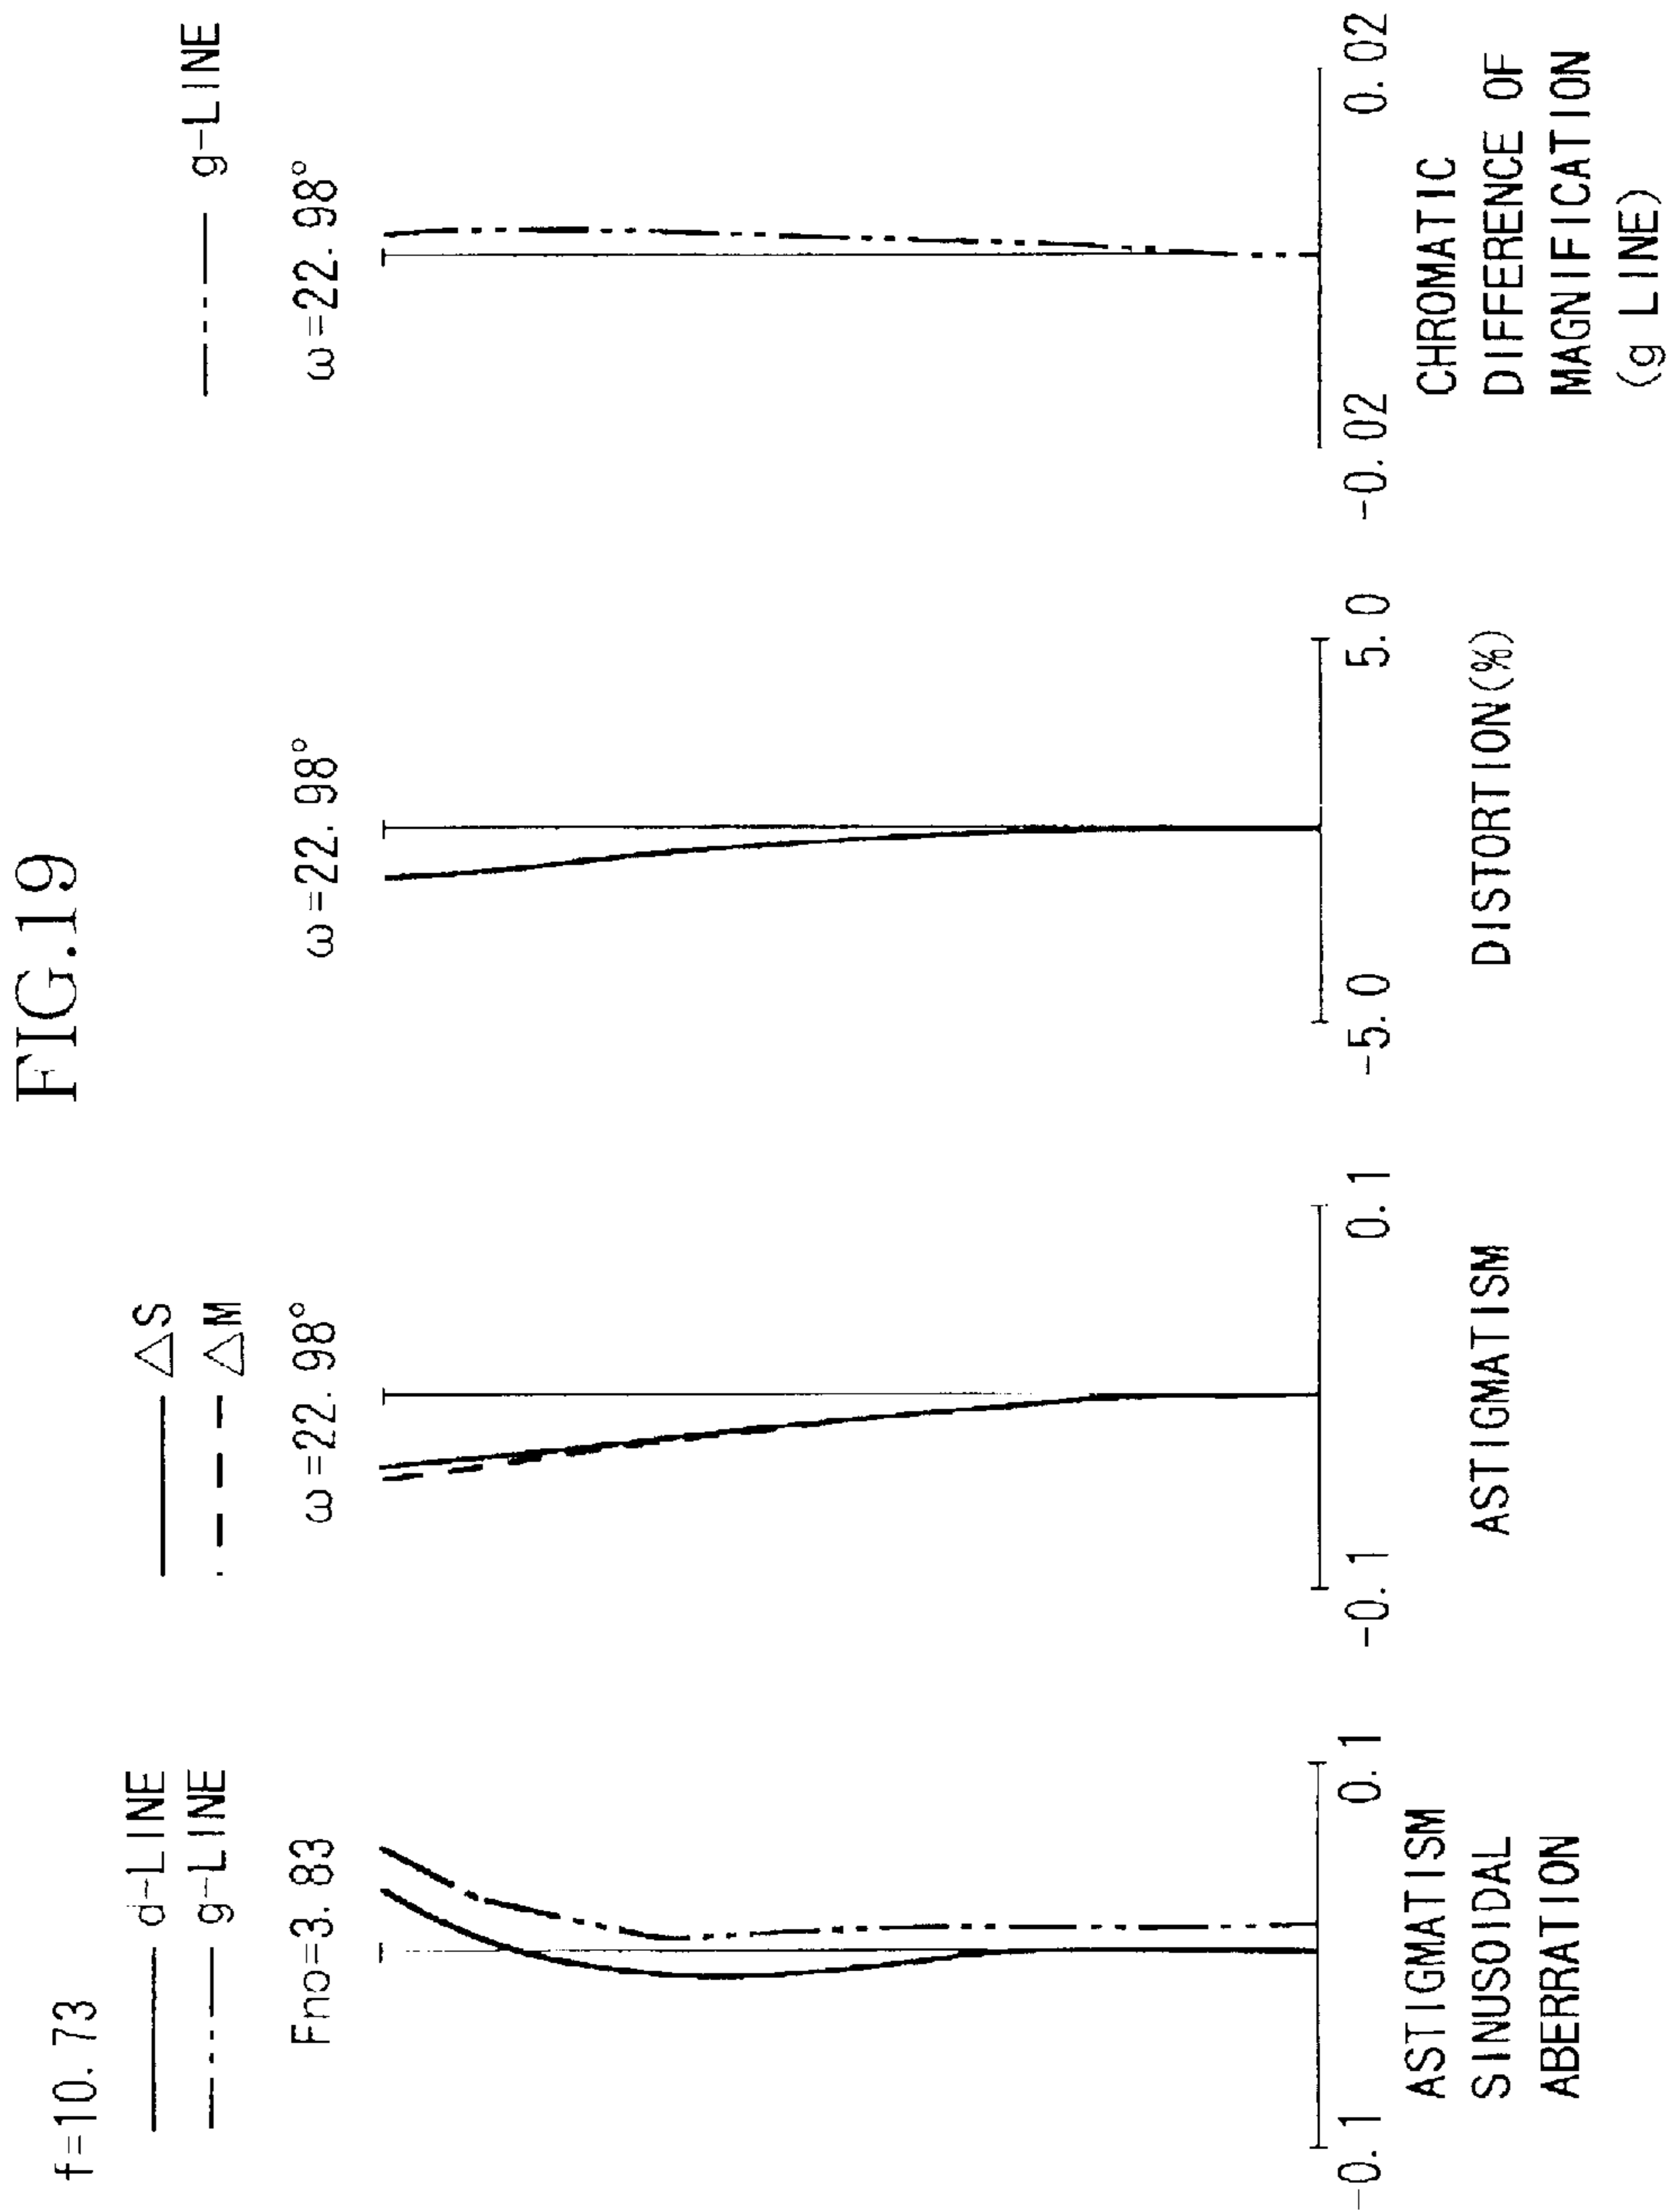 FIG.19
f=10.73
d-LINE
g-LINE
Fno=3.83
-0.1
0.1
ASTIGMATISM
SINUSOIDAL
ABERRATION
△S
△M
ω=22.98°
-0.1
0.1
ASTIGMATISM
ω=22.98°
-5.0
5.0
DISTORTION(%)
g-LINE
ω=22.98°
-0.02
0.02
CHROMATIC
DIFFERENCE OF
MAGNIFICATION
(g LINE)